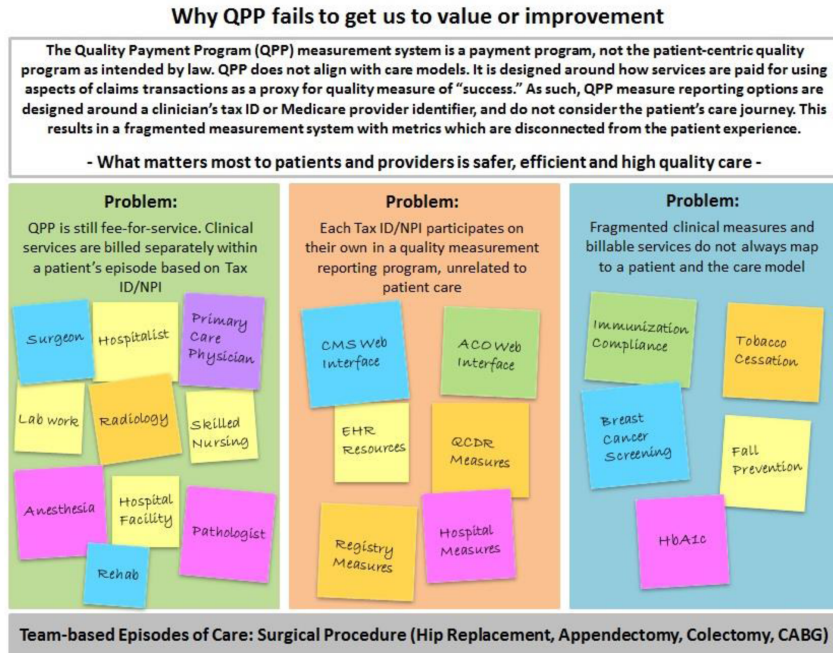 Why QPP fails to get us to value or improvement
The Quality Payment Program (QPP) measurement system is a payment program, not the patient-centric quality
program as intended by law. QPP does not align with care models. It is designed around how services are paid for using
aspects of claims transactions as a proxy for quality measure of “success.” As such, QPP measure reporting options are
designed around a clinician’s tax ID or Medicare provider identifier, and do not consider the patient’s care journey. This
results in a fragmented measurement system with metrics which are disconnected from the patient experience.
- What matters most to patients and providers is safer, efficient and high quality care -
Problem:
QPP is still fee-for-service. Clinical
services are billed separately within
a patient’s episode based on Tax
ID/NPI
Surgeon
Hospitalist
Primary
Care
Physician
Lab work
Radiology
Skilled
Nursing
Anesthesia
Hospital
Facility
Pathologist
Rehab
Problem:
Each Tax ID/NPI participates on
their own in a quality measurement
reporting program, unrelated to
patient care
CMS Web
Interface
ACO Web
Interface
EHR
Resources
QCDR
Measures
Registry
Measures
Hospital
Measures
Problem:
Fragmented clinical measures and
billable services do not always map
to a patient and the care model
Immunization
Compliance
Tobacco
Cessation
Breast
Cancer
Screening
Fall
Prevention
HbA1c
Team-based Episodes of Care: Surgical Procedure (Hip Replacement, Appendectomy, Colectomy, CABG)